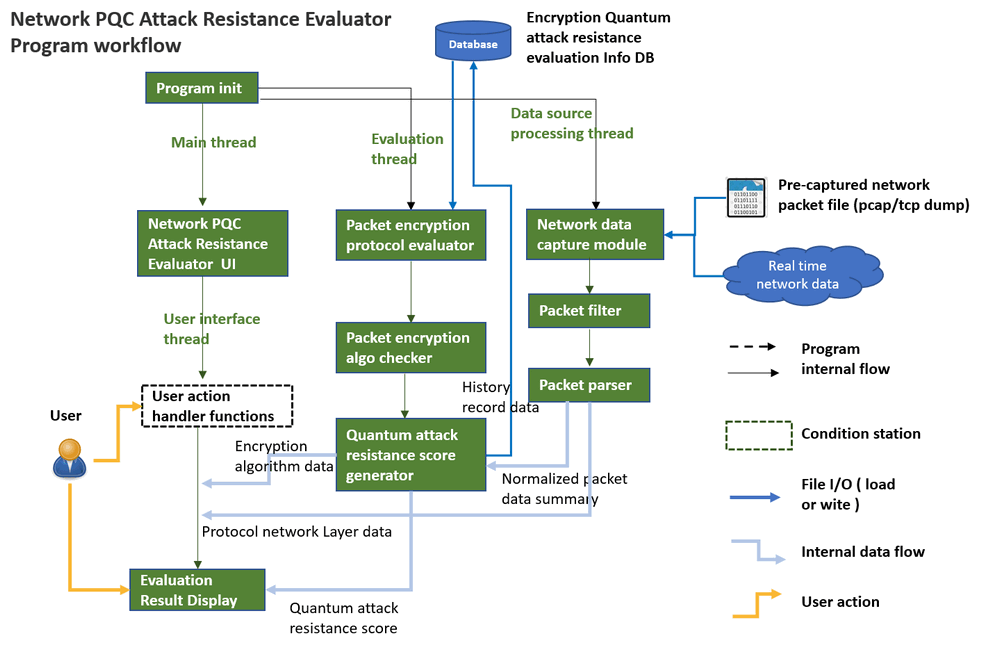 Network PQC Attack Resistance Evaluator
Program workflow
Database
Encryption Quantum
attack resistance
evaluation Info DB
Program init
Main thread
Evaluation
thread
Data source
processing thread
Network PQC
Attack Resistance
Evaluator UI
Packet encryption
protocol evaluator
Network data
capture module
01101100
01101111
01110110
01100101
Pre-captured network
packet file (pcap/tcp dump)
Real time
network data
User interface
thread
Packet encryption
algo checker
Packet filter
Packet parser
Program
internal flow
User action
handler functions
User
History
record data
Quantum attack
resistance score
generator
Condition station
Encryption
algorithm data
Normalized packet
data summary
File I/O ( load
or wite )
Protocol network Layer data
Internal data flow
Evaluation
Result Display
Quantum attack
resistance score
User action